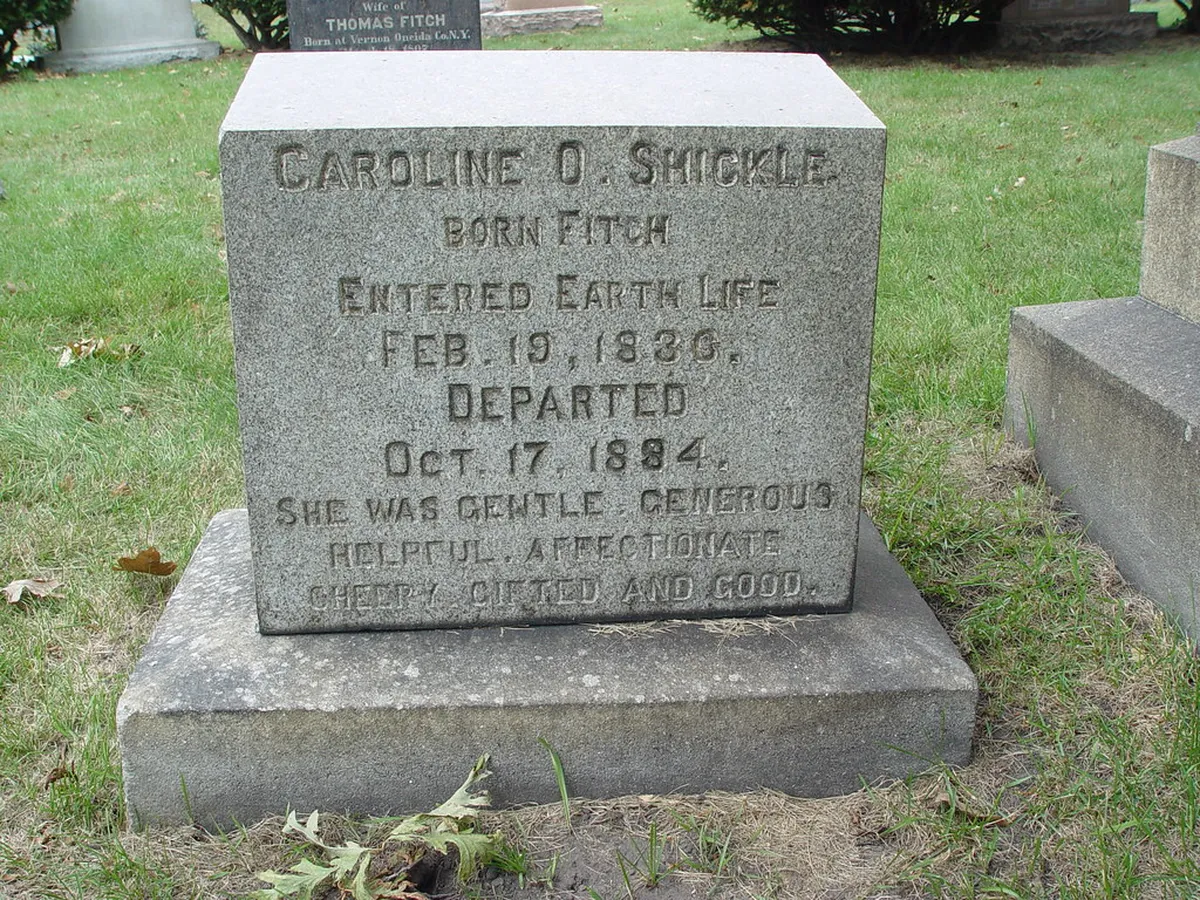 Wife of
THOMAS FITCH
Born at Vernon Oneida Co.N.Y.
CAROLINE O. SHICKLE
BORN FITCH
ENTERED EARTH LIFE
FEB. 19, 1836.
DEPARTED
OCT. 17, 1884.
SHE WAS GENTLE. GENEROUS
HELPFUL. AFFECTIONATE
CHEERY. GIFTED AND GOOD.